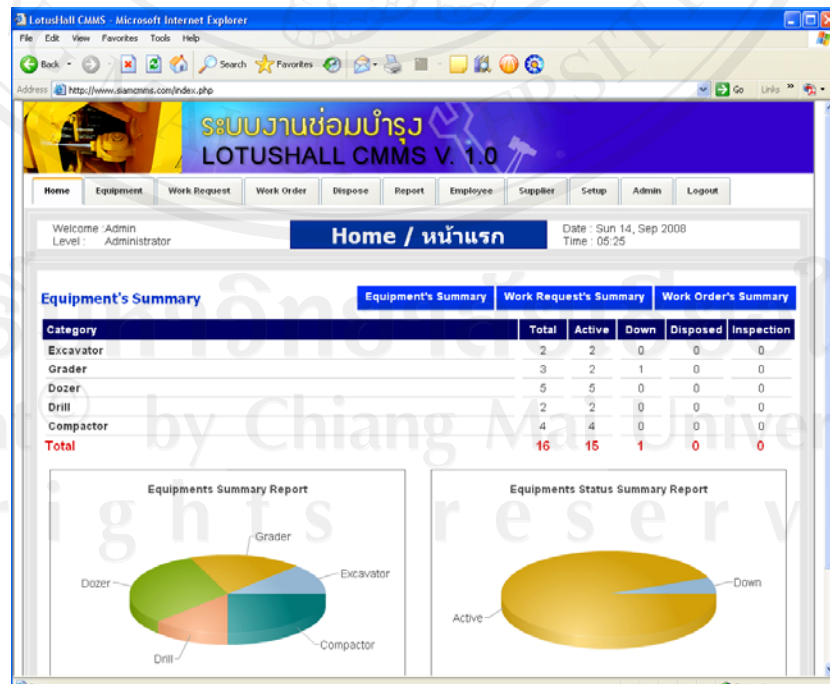 LotusHall CMMS - Microsoft Internet Explorer
File Edit View Favorites Tools Help
Back Search Favorites
Address http://www.siamcmms.com/index.php Go Links
ระบบงานซ่อมบำรุง
LOTUSHALL CMMS V. 1.0
Home Equipment Work Request Work Order Dispose Report Employee Supplier Setup Admin Logout
Welcome :Admin
Level : Administrator
Home / หน้าแรก
Date : Sun 14, Sep 2008
Time : 05:25
Equipment's Summary
Equipment's Summary Work Request's Summary Work Order's Summary
Category Total Active Down Disposed Inspection
Excavator 2 2 0 0 0
Grader 3 2 1 0 0
Dozer 5 5 0 0 0
Drill 2 2 0 0 0
Compactor 4 4 0 0 0
Total 16 15 1 0 0
by Chiang Mai Univer
rights reserv
Equipments Summary Report
Grader
Excavator
Dozer
Drill
Compactor
Equipments Status Summary Report
Down
Active